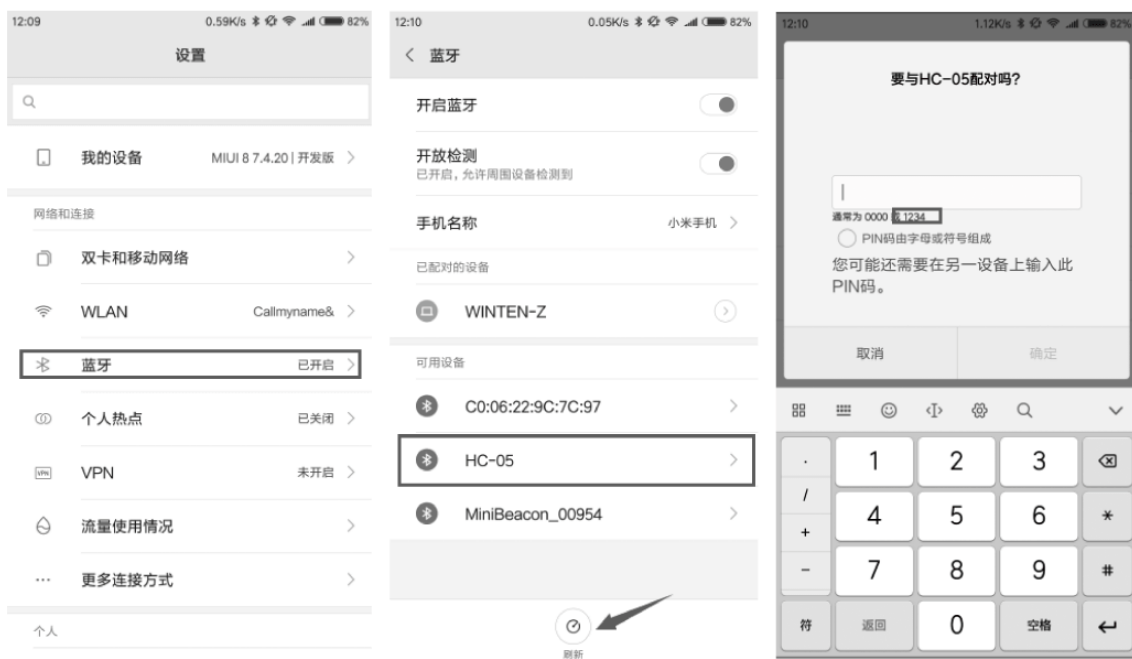 12:09 0.59K/s 82%
设置
我的设备 MIUI 8 7.4.20 | 开发版
网络和连接
双卡和移动网络
WLAN Callmyname&
蓝牙 已开启
个人热点 已关闭
VPN VPN 未开启
流量使用情况
更多连接方式
个人
12:10 0.05K/s 82%
蓝牙
开启蓝牙
开放检测
已开启，允许周围设备检测到
手机名称 小米手机
已配对的设备
WINTEN-Z
可用设备
C0:06:22:9C:7C:97
HC-05
MiniBeacon_00954
刷新
12:10 1.12K/s 82%
要与HC-05配对吗?
通常为 0000 或 1234
PIN码由字母或符号组成
您可能还需要在另一设备上输入此
PIN码。
取消 确定
. 1 2 3
/ 4 5 6 *
+
- 7 8 9 #
符 返回 0 空格